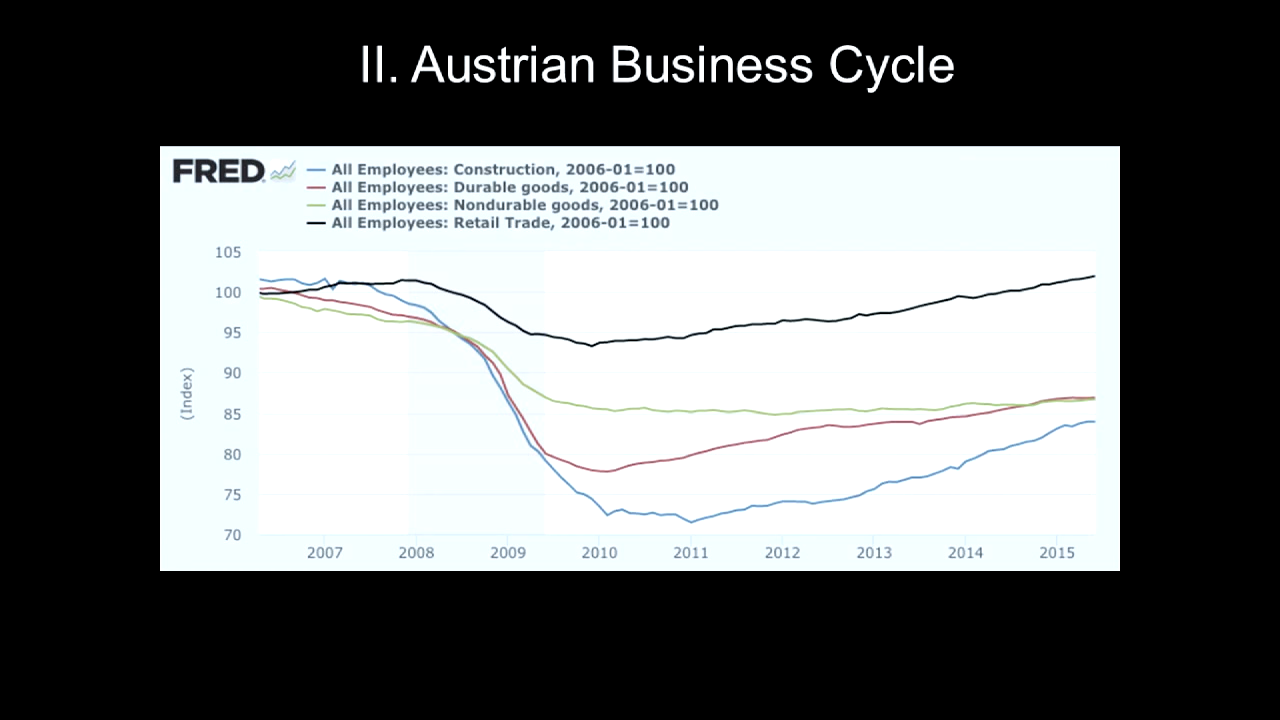 II. Austrian Business Cycle
FRED
All Employees: Construction, 2006-01=100
All Employees: Durable goods, 2006-01=100
All Employees: Nondurable goods, 2006-01=100
All Employees: Retail Trade, 2006-01=100
105
100
95
90
85
80
75
70
(Index)
2007 2008 2009 2010 2011 2012 2013 2014 2015